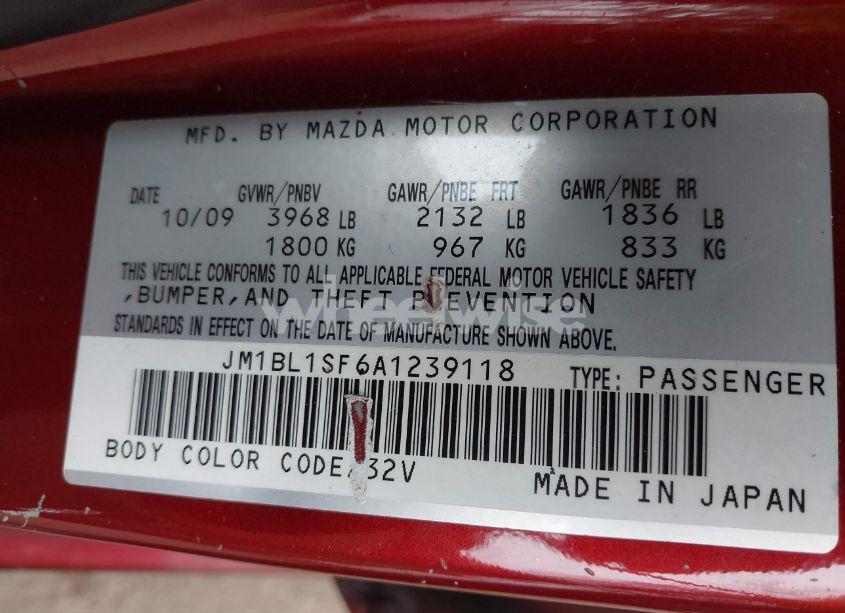 MFD. BY MAZDA MOTOR CORPORATION
DATE GVWR/PNBV GAWR/PNBE FRT GAWR/PNBE RR
10/09 3968 LB 2132 LB 1836 LB
1800 KG 967 KG 833 KG
THIS VEHICLE CONFORMS TO ALL APPLICABLE FEDERAL MOTOR VEHICLE SAFETY
,BUMPER,AND THEFT PREVENTION
wheelwise
STANDARDS IN EFFECT ON THE DATE OF MANUFACTURE SHOWN ABOVE.
JM1BL1SF6A1239118 TYPE: PASSENGER
BODY COLOR CODE 32V
MADE IN JAPAN